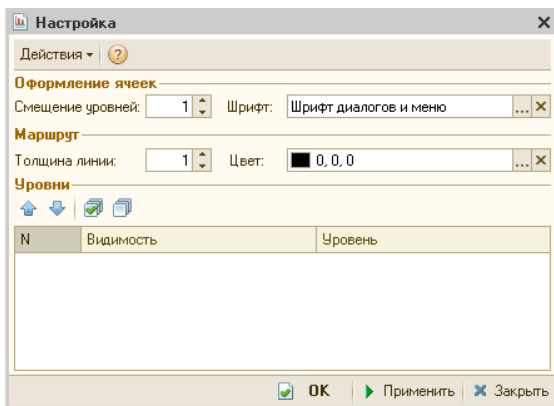 Настройка
Действия
Оформление ячеек
Смещение уровней: 1 Шрифт: Шрифт диалогов и меню ...
Маршрут
Толщина линии: 1 Цвет: 0, 0, 0 ...
Уровни
N Видимость Уровень
OK Применить Закрыть